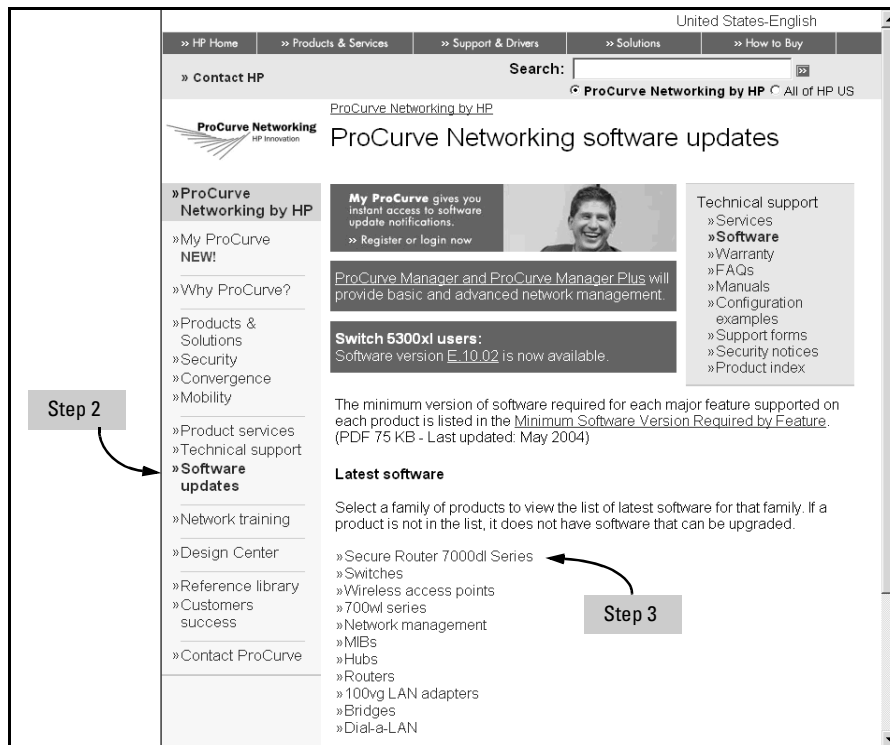 United States-English
» HP Home » Products & Services » Support & Drivers » Solutions » How to Buy
» Contact HP
Search: »
ProCurve Networking by HP All of HP US
ProCurve Networking
HP Innovation
ProCurve Networking by HP
ProCurve Networking software updates
»ProCurve
Networking by HP
»My ProCurve
NEW!
»Why ProCurve?
»Products &
Solutions
»Security
»Convergence
»Mobility
»Product services
»Technical support
»Software
updates
»Network training
»Design Center
»Reference library
»Customers
success
»Contact ProCurve
Step 2
My ProCurve gives you
instant access to software
update notifications.
» Register or login now
ProCurve Manager and ProCurve Manager Plus will
provide basic and advanced network management.
Switch 5300xl users:
Software version E.10.02 is now available.
Technical support
»Services
»Software
»Warranty
»FAQs
»Manuals
»Configuration
examples
»Support forms
»Security notices
»Product index
The minimum version of software required for each major feature supported on
each product is listed in the Minimum Software Version Required by Feature.
(PDF 75 KB - Last updated: May 2004)
Latest software
Select a family of products to view the list of latest software for that family. If a
product is not in the list, it does not have software that can be upgraded.
»Secure Router 7000dl Series
»Switches
»Wireless access points
»700wl series
»Network management
»MIBs
»Hubs
»Routers
»100vg LAN adapters
»Bridges
»Dial-a-LAN
Step 3